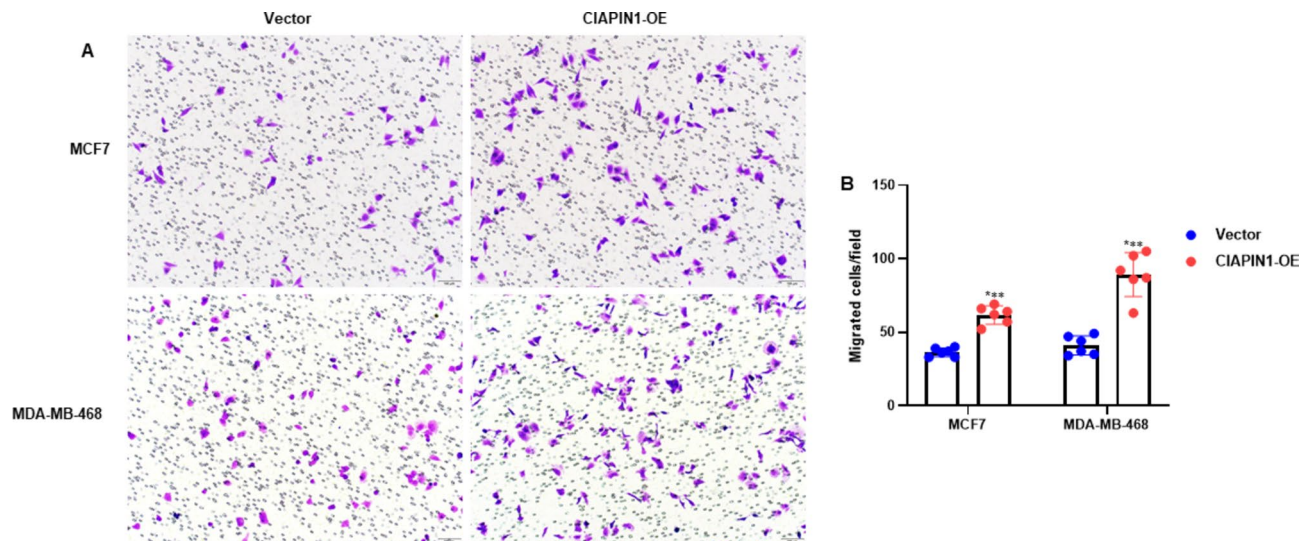 Vector CIAPIN1-OE
A
MCF7
MDA-MB-468
B
150
100
50
0
Migrated cells/field
***
***
MCF7 MDA-MB-468
Vector
CIAPIN1-OE